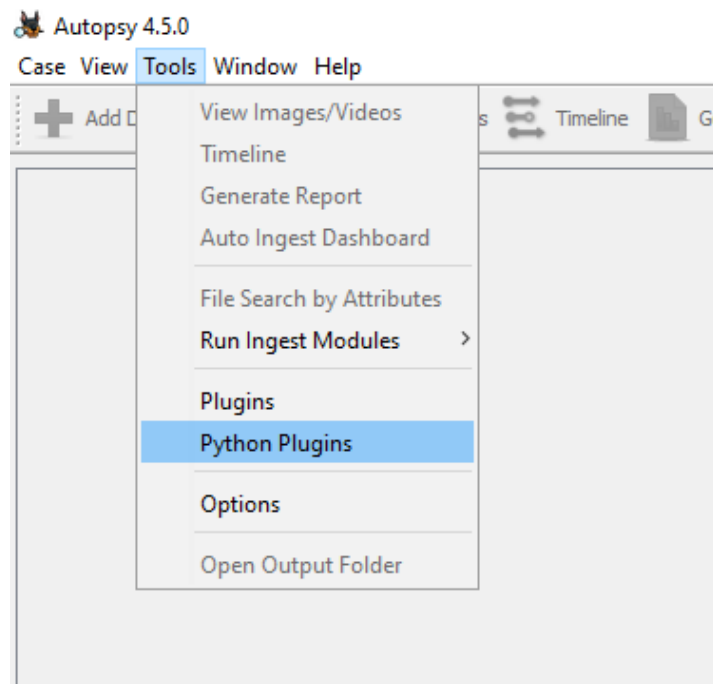 Autopsy 4.5.0
Case View Tools Window Help
Add D
s Timeline G
View Images/Videos
Timeline
Generate Report
Auto Ingest Dashboard
File Search by Attributes
Run Ingest Modules
Plugins
Python Plugins
Options
Open Output Folder